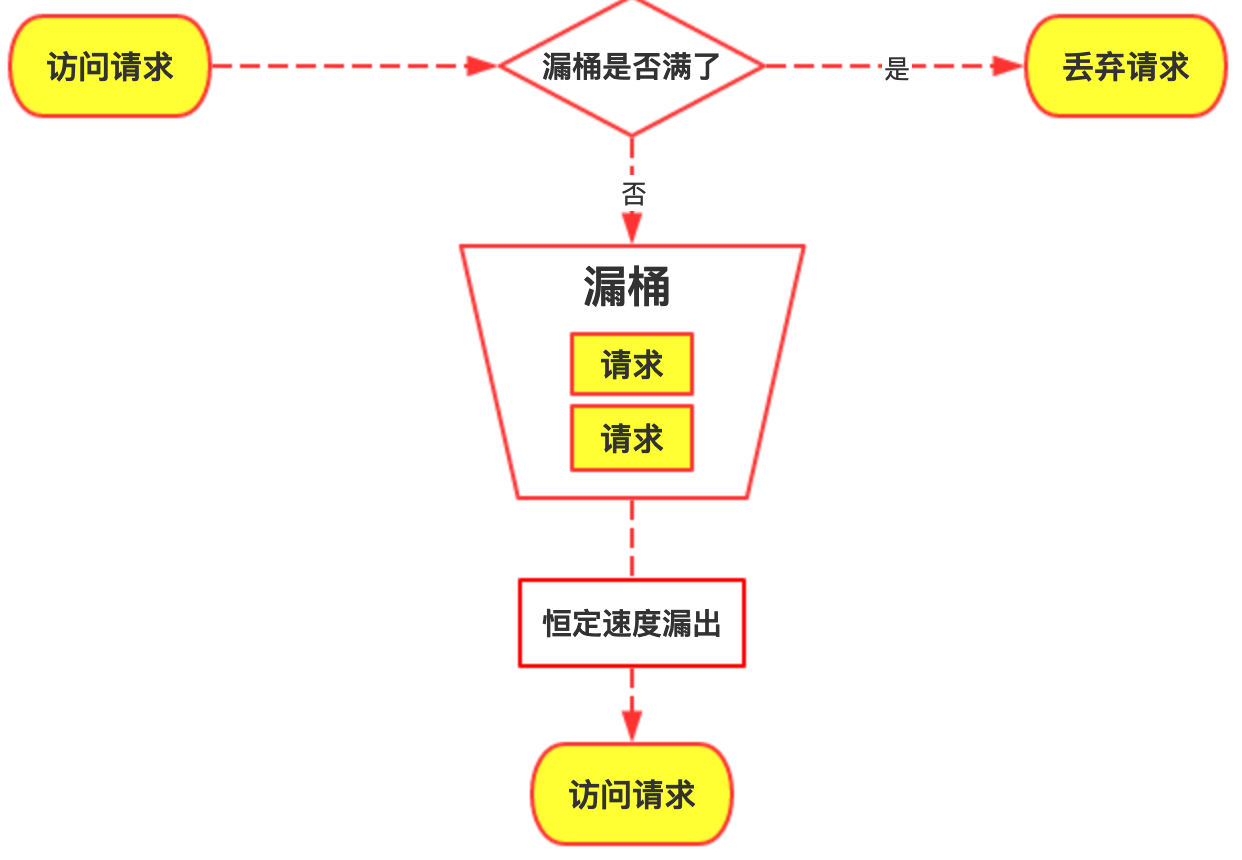 访问请求
漏桶是否满了
是
丢弃请求
否
漏桶
请求
请求
恒定速度漏出
访问请求